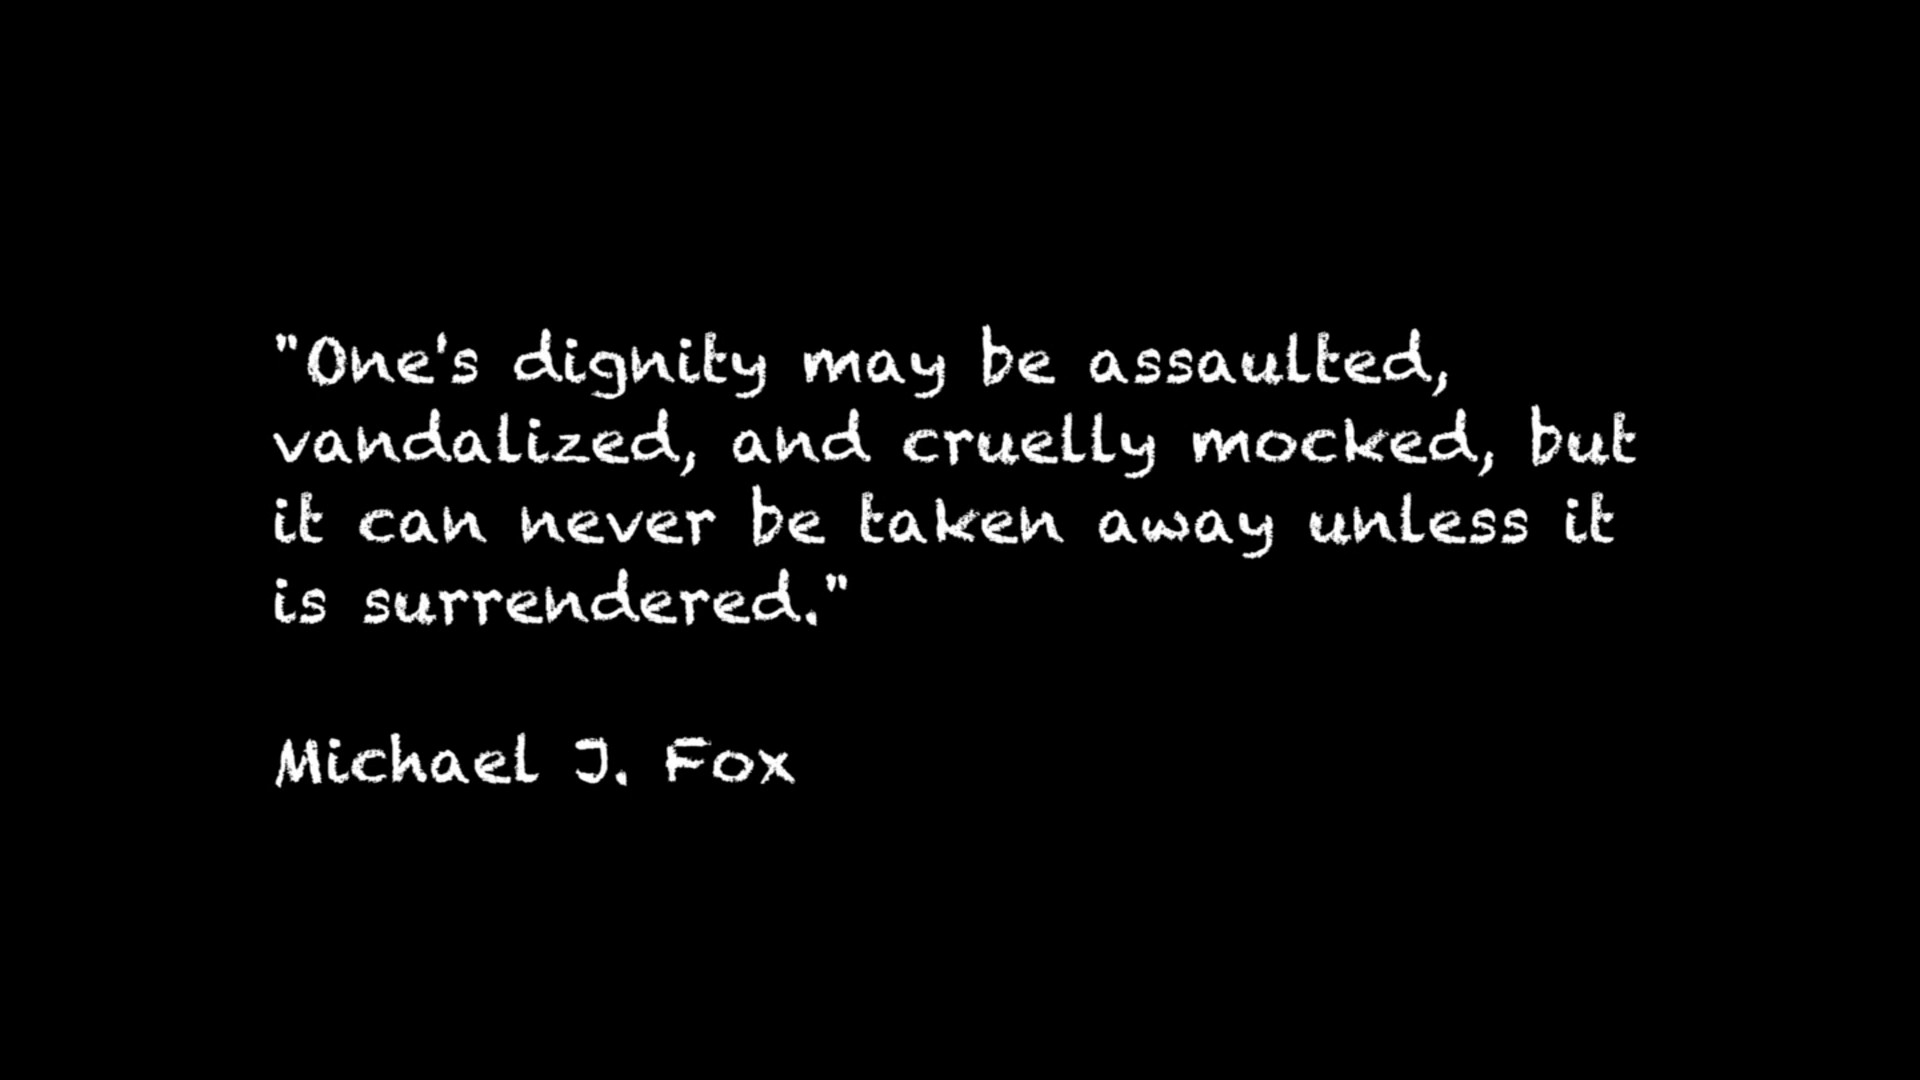 "One's dignity may be assaulted,
vandalized, and cruelly mocked, but
it can never be taken away unless it
is surrendered."
Michael J. Fox